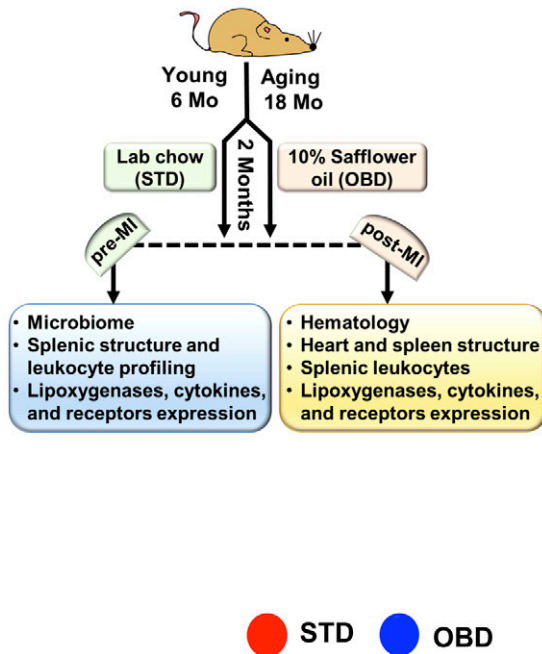 Young Aging
6 Mo 18 Mo
Lab chow
(STD)
2 Months
10% Safflower
oil (OBD)
pre-MI
post-MI
• Microbiome
• Splenic structure and
leukocyte profiling
• Lipoxygenases, cytokines,
and receptors expression
• Hematology
• Heart and spleen structure
• Splenic leukocytes
• Lipoxygenases, cytokines,
and receptors expression
STD OBD